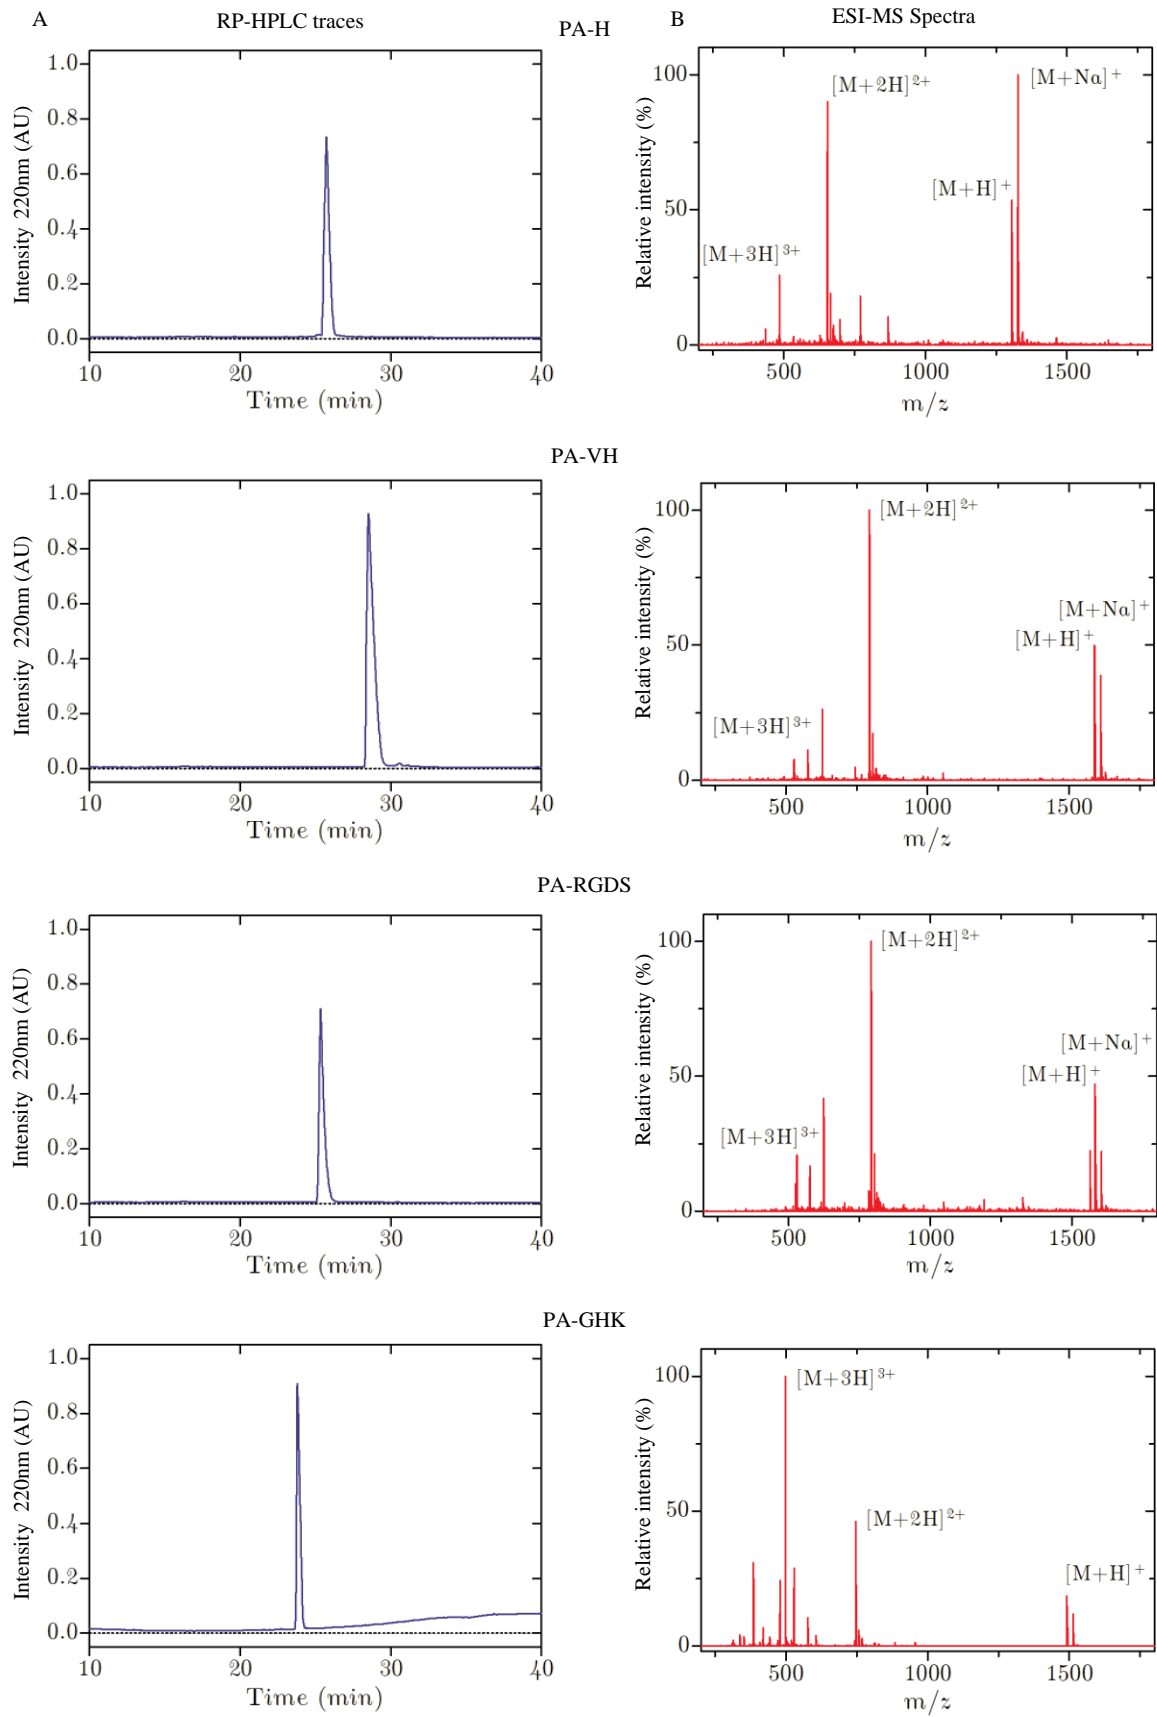 A
RP-HPLC traces
B
ESI-MS Spectra
PA-H
Intensity 220nm (AU)
1.0
0.8
0.6
0.4
0.2
0.0
10 20 30 40
Time (min)
Relative intensity (%)
100
50
0
[M+2H]²⁺
[M+Na]⁺
[M+H]⁺
[M+3H]³⁺
500 1000 1500
m/z
PA-VH
Intensity 220nm (AU)
1.0
0.8
0.6
0.4
0.2
0.0
10 20 30 40
Time (min)
Relative intensity (%)
100
50
0
[M+2H]²⁺
[M+Na]⁺
[M+H]⁺
[M+3H]³⁺
500 1000 1500
m/z
PA-RGDS
Intensity 220nm (AU)
1.0
0.8
0.6
0.4
0.2
0.0
10 20 30 40
Time (min)
Relative intensity (%)
100
50
0
[M+2H]²⁺
[M+Na]⁺
[M+H]⁺
[M+3H]³⁺
500 1000 1500
m/z
PA-GHK
Intensity 220nm (AU)
1.0
0.8
0.6
0.4
0.2
0.0
10 20 30 40
Time (min)
Relative intensity (%)
100
50
0
[M+3H]³⁺
[M+2H]²⁺
[M+H]⁺
500 1000 1500
m/z